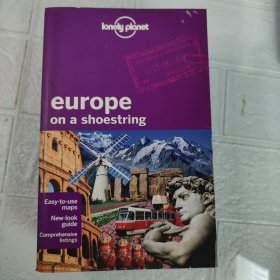 lonely planet
europe
on a shoestring
Easy-to-use
maps
New-look
guide
Comprehensive
listings